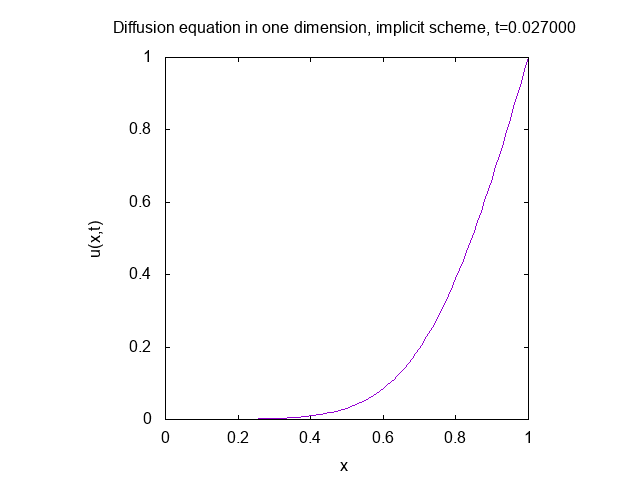 Diffusion equation in one dimension, implicit scheme, t=0.027000
1
0.8
0.6
0.4
0.2
0
u(x,t)
0 0.2 0.4 0.6 0.8 1
x